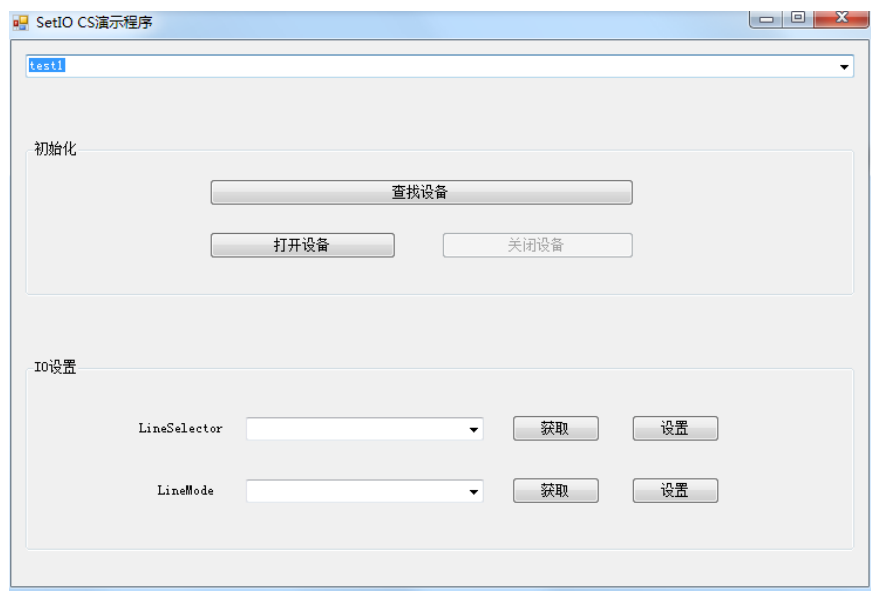 SetIO CS演示程序
test1
初始化
查找设备
打开设备 关闭设备
IO设置
LineSelector 获取 设置
LineMode 获取 设置